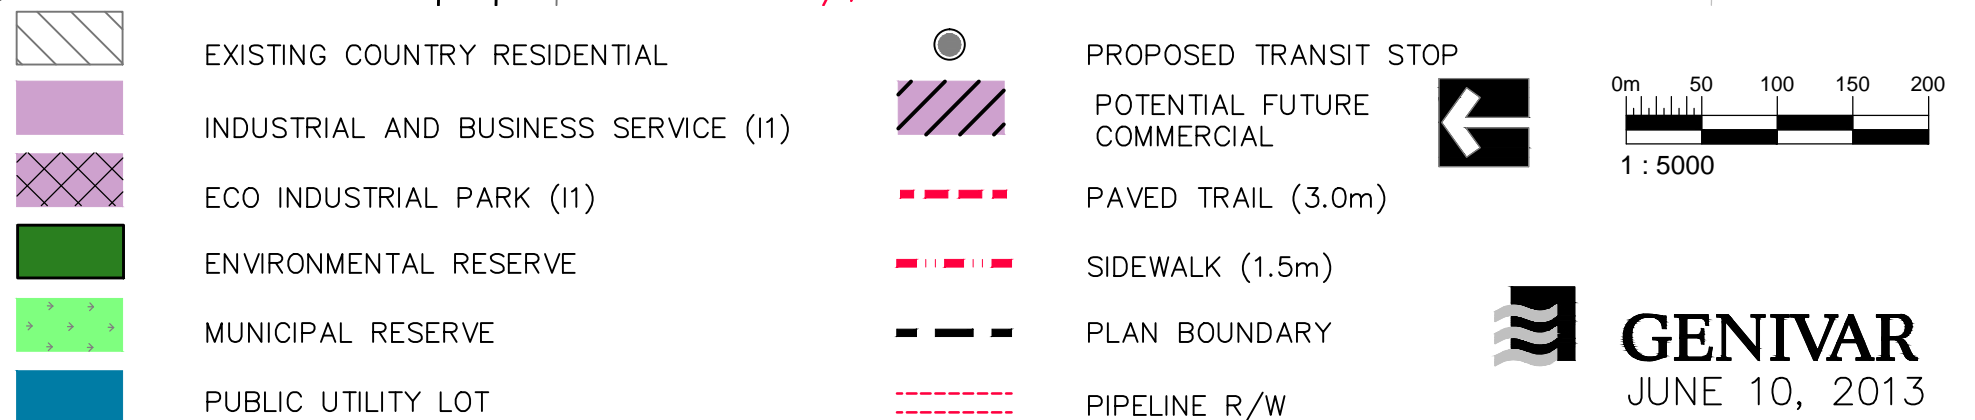 EXISTING COUNTRY RESIDENTIAL
INDUSTRIAL AND BUSINESS SERVICE (I1)
ECO INDUSTRIAL PARK (I1)
ENVIRONMENTAL RESERVE
MUNICIPAL RESERVE
PUBLIC UTILITY LOT
PROPOSED TRANSIT STOP
POTENTIAL FUTURE
COMMERCIAL
PAVED TRAIL (3.0m)
SIDEWALK (1.5m)
PLAN BOUNDARY
PIPELINE R/W
0m 50 100 150 200
1 : 5000
GENIVAR
JUNE 10, 2013